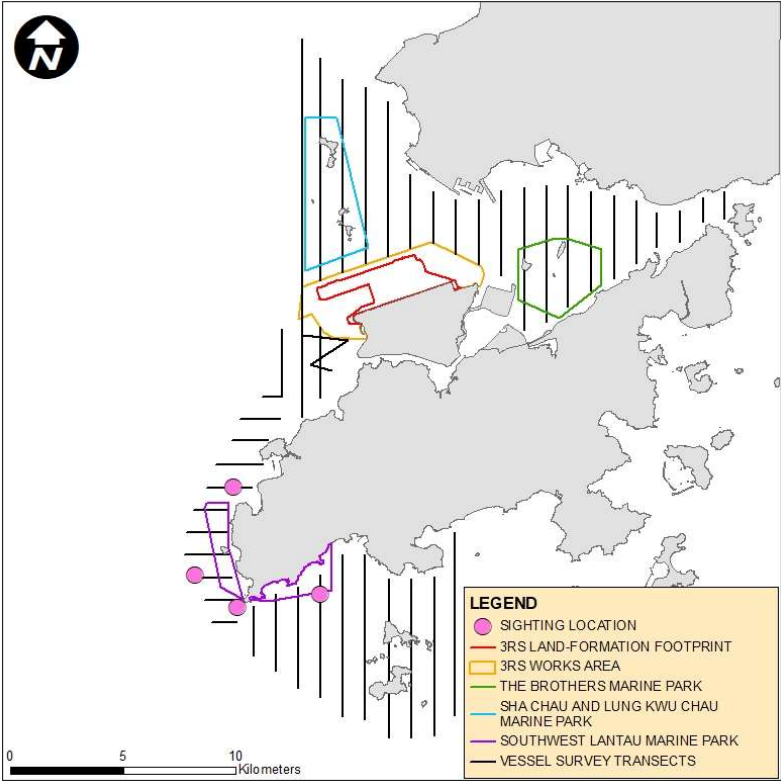 N
LEGEND
SIGHTING LOCATION
3RS LAND-FORMATION FOOTPRINT
3RS WORKS AREA
THE BROTHERS MARINE PARK
SHA CHAU AND LUNG KWU CHAU
MARINE PARK
SOUTHWEST LANTAU MARINE PARK
VESSEL SURVEY TRANSECTS
0 5 10
Kilometers